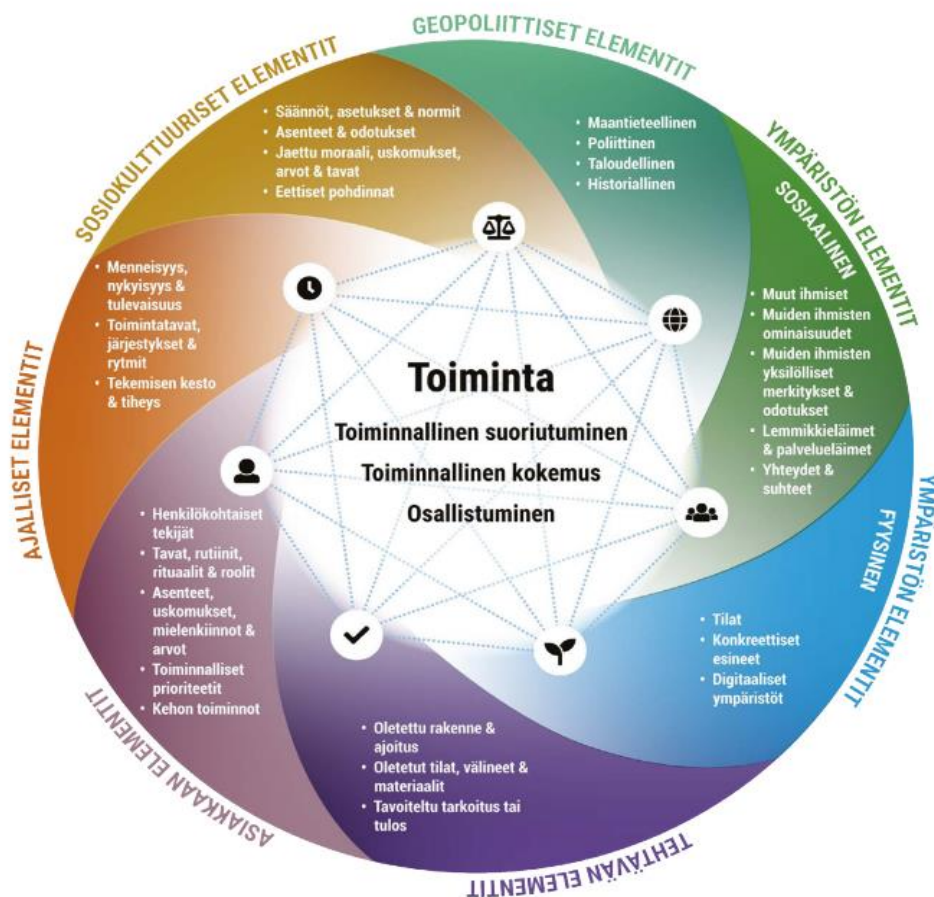 GEOPOLIITTISET ELEMENTIT
• Maantieteellinen
• Poliittinen
• Taloudellinen
• Historiallinen
YMPÄRISTÖN ELEMENTIT
SOSIAALINEN
• Muut ihmiset
• Muiden ihmisten
ominaisuudet
• Muiden ihmisten
yksilölliset
merkitykset &
odotukset
• Lemmikkieläimet
& palvelueläimet
• Yhteydet &
suhteet
YMPÄRISTÖN ELEMENTIT
FYYSINEN
• Tilat
• Konkreettiset
esineet
• Digitaaliset
ympäristöt
TEHTÄVÄN ELEMENTIT
• Oletettu rakenne &
ajoitus
• Oletetut tilat, välineet &
materiaalit
• Tavoiteltu tarkoitus tai
tulos
ASIAKKAAN ELEMENTIT
• Henkilökohtaiset
tekijät
• Tavat, rutiinit,
rituaalit & roolit
• Asenteet,
uskomukset,
mielenkiinnot &
arvot
• Toiminnalliset
prioriteetit
• Kehon toiminnot
AJALLISET ELEMENTIT
• Menneisyys,
nykyisyys &
tulevaisuus
• Toimintatavat,
järjestykset &
rytmit
• Tekemisen kesto
& tiheys
SOSIOKULTTUURISET ELEMENTIT
• Säännöt, asetukset & normit
• Asenteet & odotukset
• Jaettu moraali, uskomukset,
arvot & tavat
• Eettiset pohdinnat
Toiminta
Toiminnallinen suoriutuminen
Toiminnallinen kokemus
Osallistuminen